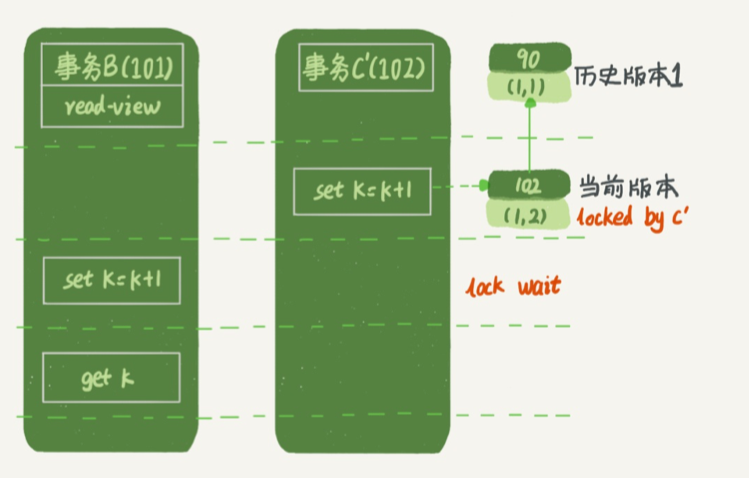 事务B(101)
read-view
事务C'(102)
90
(1,1)
历史版本1
set k=k+1
102
(1,2)
当前版本
locked by c'
set k=k+1
lock wait
get k